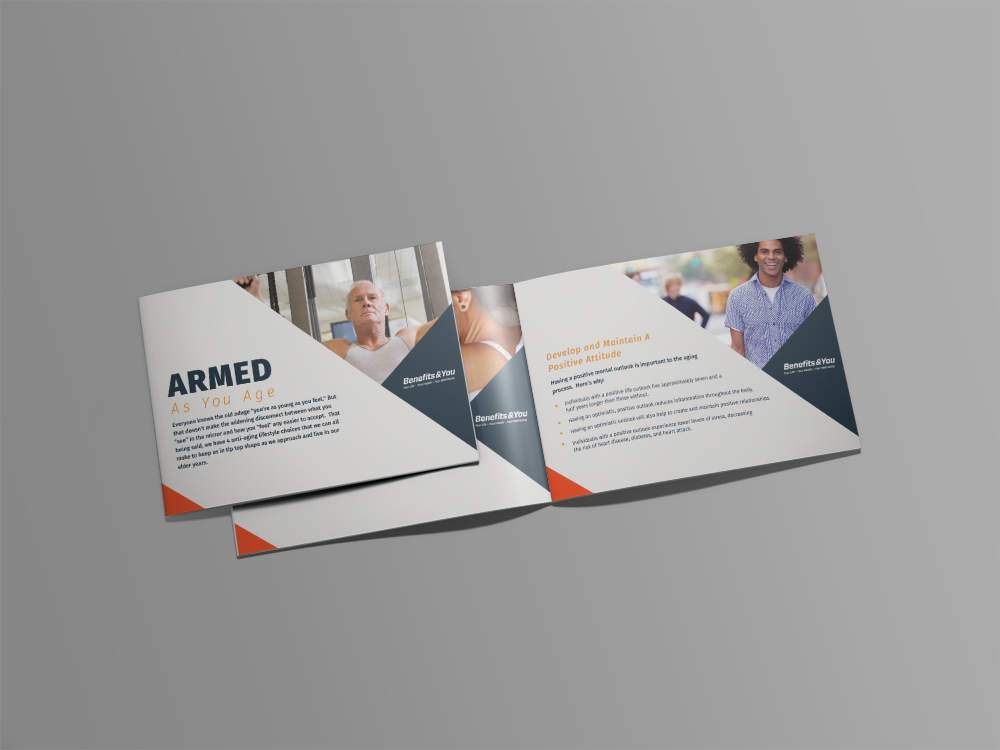 ARMED
As You Age
Everyone knows the old adage "you're as young as you feel." But
that doesn't make the widening disconnect between what you
"see" in the mirror and how you "feel" any easier to accept. That
being said, we have 4 anti-aging lifestyle choices that we can all
make to keep us in tip top shape as we approach and live in our
older years.
Benefits&You
Benefits&You
Develop and Maintain A
Positive Attitude
Having a positive mental outlook is important to the aging
process. Here's why:
• Individuals with a positive life outlook live approximately seven and a
half years longer than those without.
• Having an optimistic, positive outlook reduces inflammation throughout the body.
• Having an optimistic outlook will also help to create and maintain positive relationships.
• Individuals with a positive outlook experience lower levels of stress, decreasing
the risk of heart disease, diabetes, and heart attack.
Benefits&You